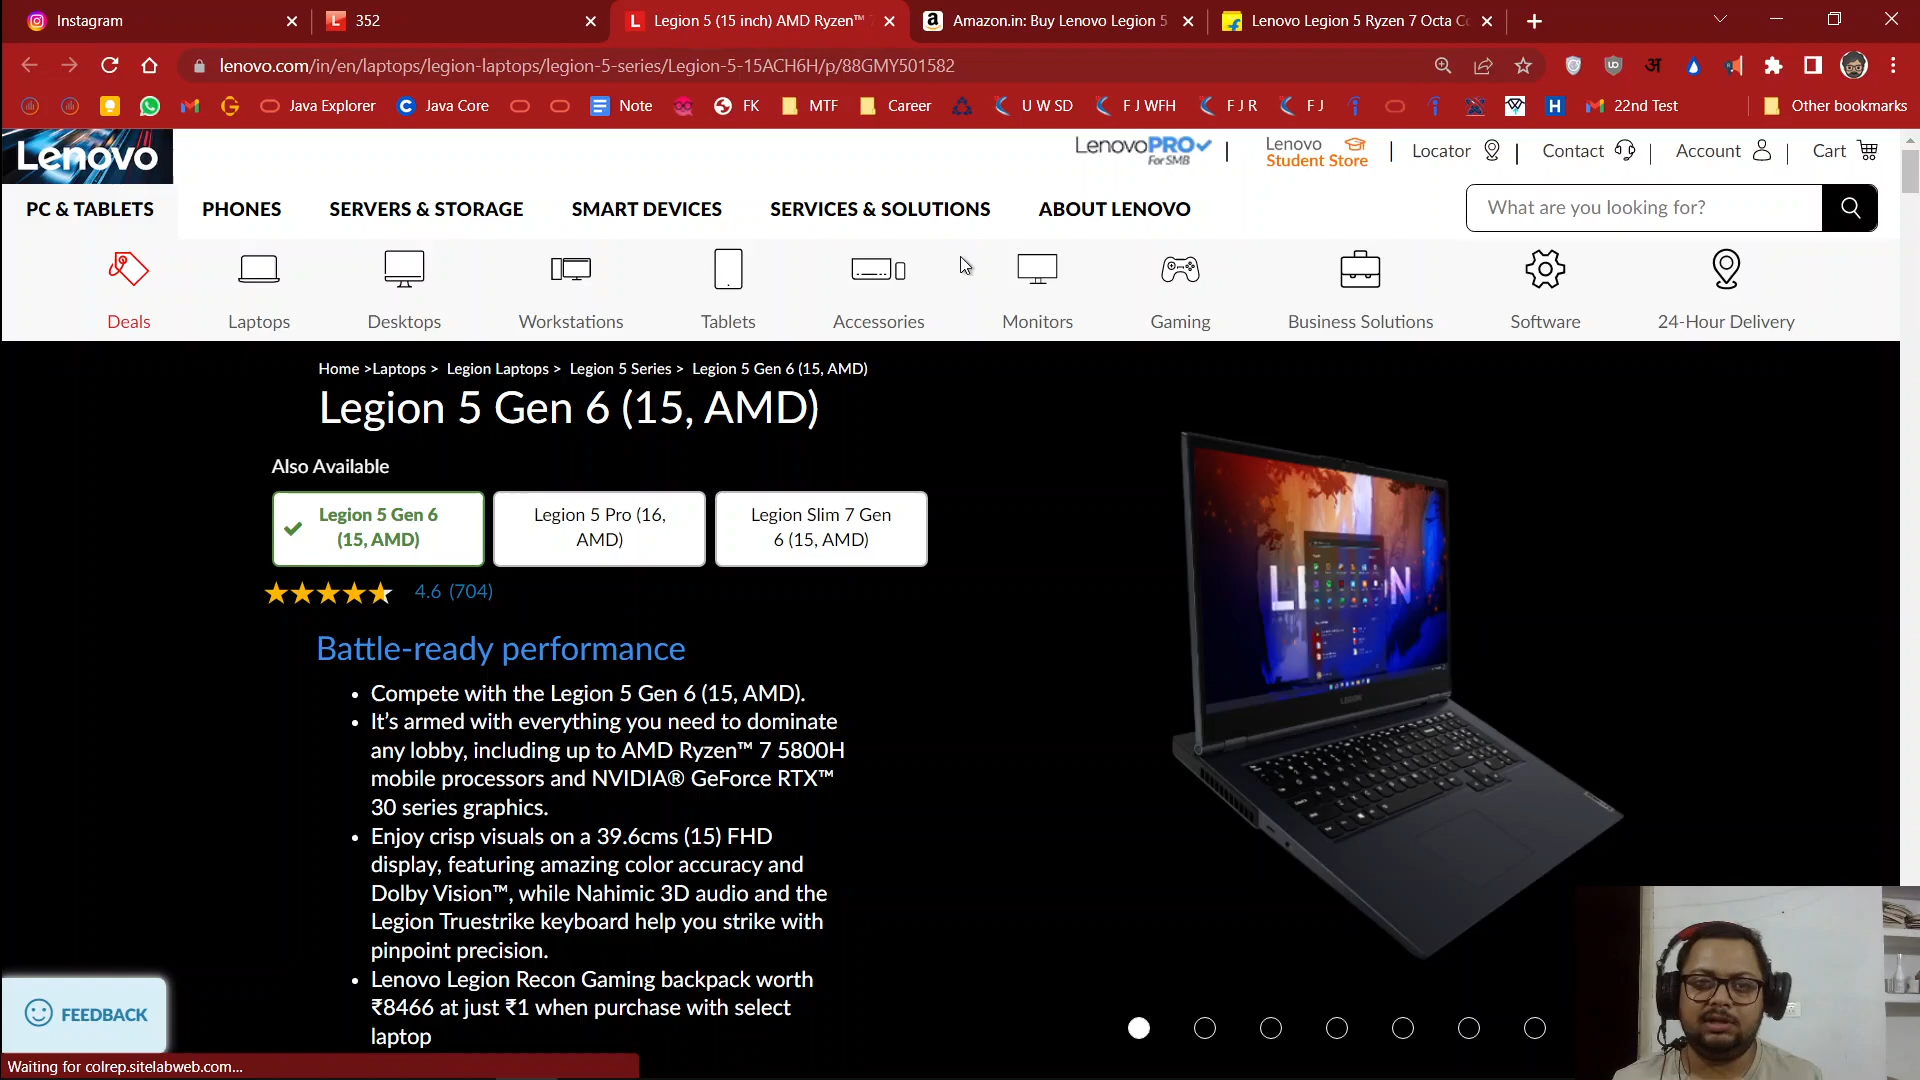 Instagram
352
Legion 5 (15 inch) AMD Ryzen™
Amazon.in: Buy Lenovo Legion 5
Lenovo Legion 5 Ryzen 7 Octa Co
lenovo.com/in/en/laptops/legion-laptops/legion-5-series/Legion-5-15ACH6H/p/88GMY501582
Java Explorer
Java Core
Note
FK
MTF
Career
U W SD
F J WFH
F J R
F J
22nd Test
Other bookmarks
Lenovo
LenovoPRO
For SMB
Lenovo
Student Store
Locator
Contact
Account
Cart
PC & TABLETS
PHONES
SERVERS & STORAGE
SMART DEVICES
SERVICES & SOLUTIONS
ABOUT LENOVO
What are you looking for?
Deals
Laptops
Desktops
Workstations
Tablets
Accessories
Monitors
Gaming
Business Solutions
Software
24-Hour Delivery
Home >Laptops > Legion Laptops > Legion 5 Series > Legion 5 Gen 6 (15, AMD)
Legion 5 Gen 6 (15, AMD)
Also Available
Legion 5 Gen 6
(15, AMD)
Legion 5 Pro (16,
AMD)
Legion Slim 7 Gen
6 (15, AMD)
4.6 (704)
Battle-ready performance
• Compete with the Legion 5 Gen 6 (15, AMD).
• It’s armed with everything you need to dominate
any lobby, including up to AMD Ryzen™ 7 5800H
mobile processors and NVIDIA® GeForce RTX™
30 series graphics.
• Enjoy crisp visuals on a 39.6cms (15) FHD
display, featuring amazing color accuracy and
Dolby Vision™, while Nahimic 3D audio and the
Legion Truestrike keyboard help you strike with
pinpoint precision.
• Lenovo Legion Recon Gaming backpack worth
₹8466 at just ₹1 when purchase with select
laptop
FEEDBACK
Waiting for colrep.sitelabweb.com...